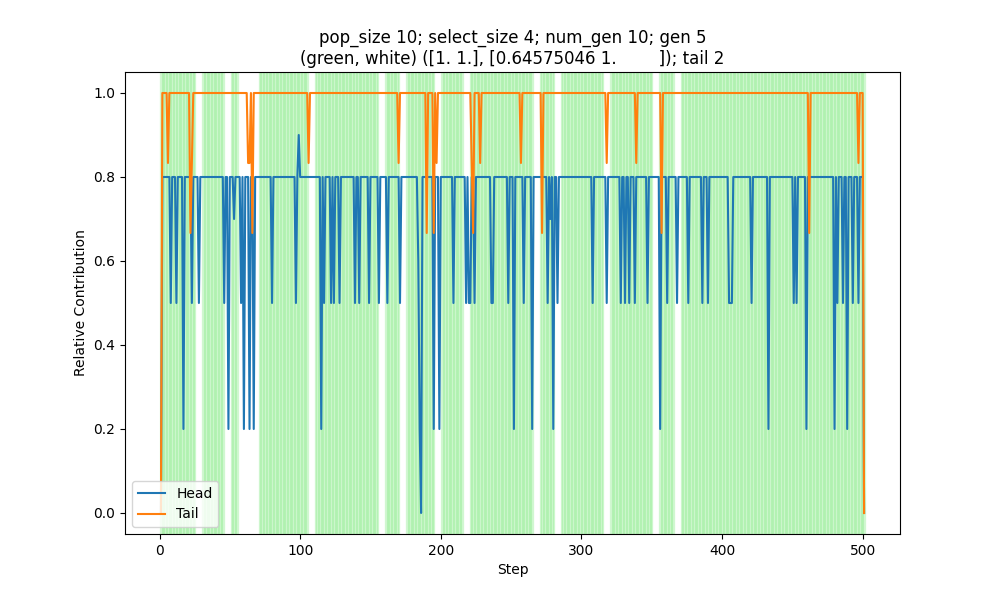 pop_size 10; select_size 4; num_gen 10; gen 5
(green, white) ([1. 1.], [0.64575046 1.        ]); tail 2
Relative Contribution
1.0
0.8
0.6
0.4
0.2
0.0
Head
Tail
0
100
200
300
400
500
Step